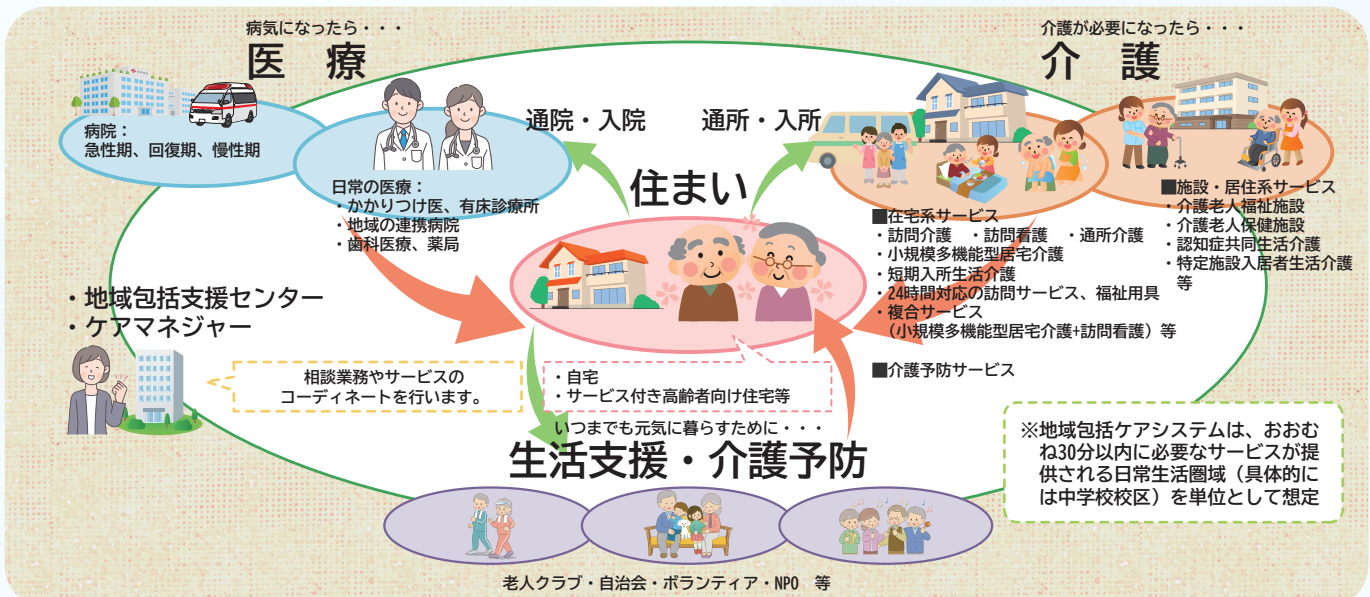 病気になったら・・・
医 療
介護が必要になったら・・・
介 護
病院：
急性期、回復期、慢性期
日常の医療：
・かかりつけ医、有床診療所
・地域の連携病院
・歯科医療、薬局
通院・入院
通所・入所
住まい
■在宅系サービス
・訪問介護 ・訪問看護 ・通所介護
・小規模多機能型居宅介護
・短期入所生活介護
・24時間対応の訪問サービス、福祉用具
・複合サービス
（小規模多機能型居宅介護+訪問看護）等
■介護予防サービス
■施設・居住系サービス
・介護老人福祉施設
・介護老人保健施設
・認知症共同生活介護
・特定施設入居者生活介護
等
・地域包括支援センター
・ケアマネジャー
相談業務やサービスの
コーディネートを行います。
・自宅
・サービス付き高齢者向け住宅等
いつまでも元気に暮らすために・・・
生活支援・介護予防
老人クラブ・自治会・ボランティア・NPO 等
※地域包括ケアシステムは、おおむ
ね30分以内に必要なサービスが提
供される日常生活圏域（具体的に
は中学校校区）を単位として想定